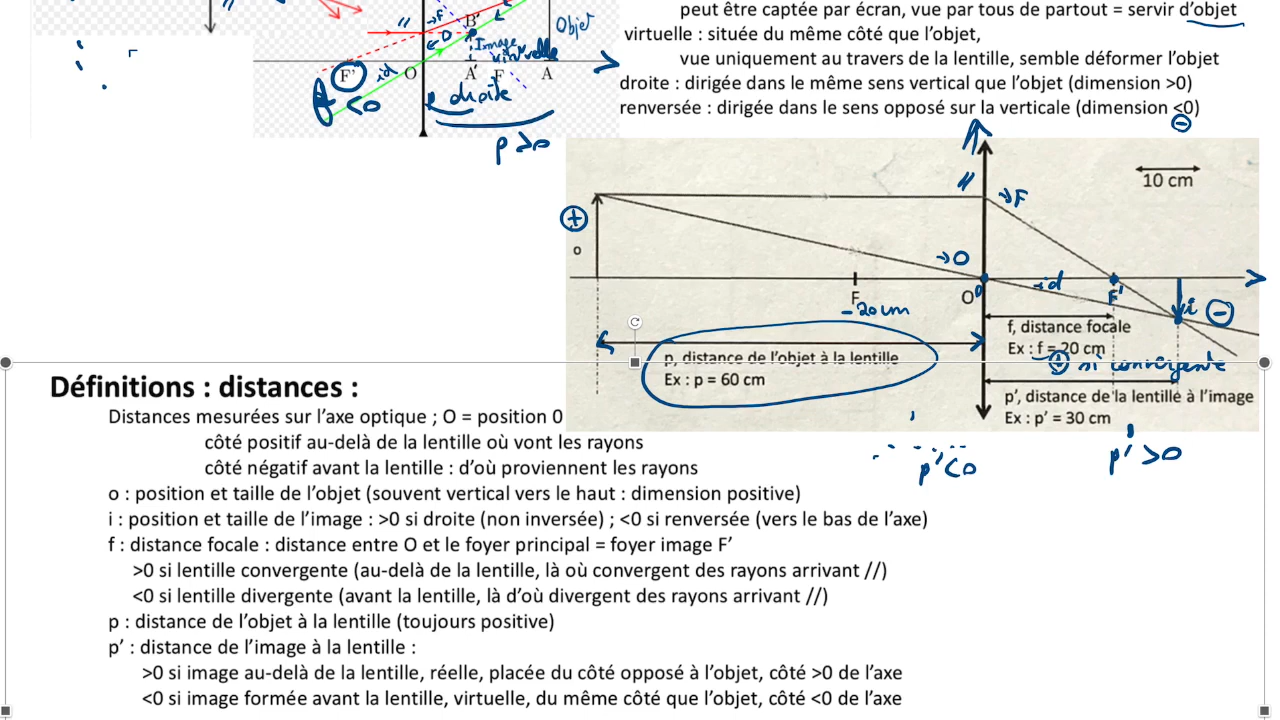 peut être captée par écran, vue par tous de partout = servir d’objet
virtuelle : située du même côté que l’objet,
vue uniquement au travers de la lentille, semble déformer l’objet
droite : dirigée dans le même sens vertical que l’objet (dimension >0)
renversée : dirigée dans le sens opposé sur la verticale (dimension <0)
//
→F
B'
Objet
←O
Image
virtuelle
F'
id
O
A'
F
A
<0
droite
p >0
10 cm
//
→F
+
o
→O
F
O
id
F'
i
-20cm
f, distance focale
Ex : f = 20 cm
+ si convergente
p, distance de l’objet à la lentille
Ex : p = 60 cm
p’, distance de la lentille à l’image
Ex : p’ = 30 cm
p' <0
p' >0
Définitions : distances :
Distances mesurées sur l’axe optique ; O = position 0
côté positif au-delà de la lentille où vont les rayons
côté négatif avant la lentille : d’où proviennent les rayons
o : position et taille de l’objet (souvent vertical vers le haut : dimension positive)
i : position et taille de l’image : >0 si droite (non inversée) ; <0 si renversée (vers le bas de l’axe)
f : distance focale : distance entre O et le foyer principal = foyer image F’
>0 si lentille convergente (au-delà de la lentille, là où convergent des rayons arrivant //)
<0 si lentille divergente (avant la lentille, là d’où divergent des rayons arrivant //)
p : distance de l’objet à la lentille (toujours positive)
p’ : distance de l’image à la lentille :
>0 si image au-delà de la lentille, réelle, placée du côté opposé à l’objet, côté >0 de l’axe
<0 si image formée avant la lentille, virtuelle, du même côté que l’objet, côté <0 de l’axe